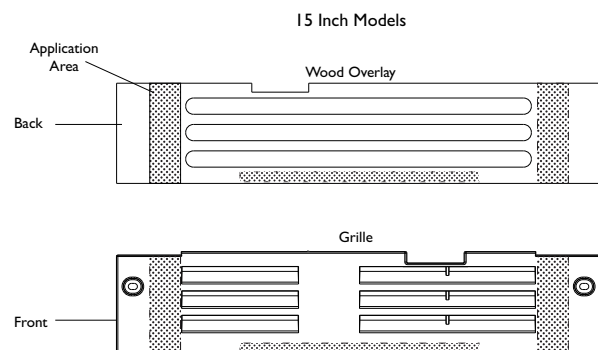 15 Inch Models
Application
Area
Wood Overlay
Back
Grille
Front